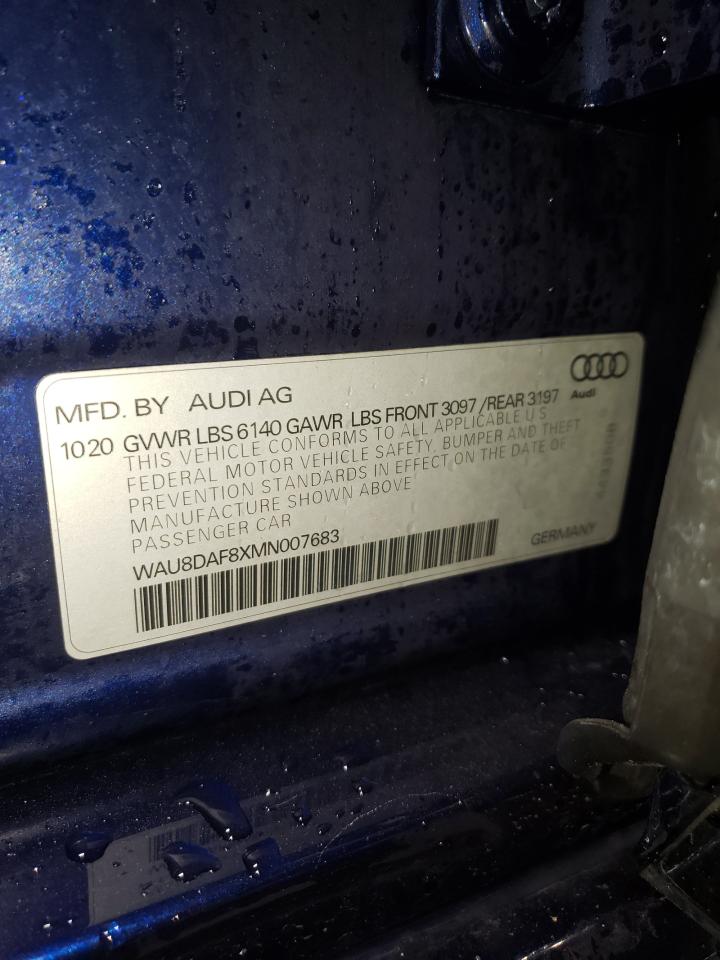 MFD. BY AUDI AG
Audi
1020 GVWR LBS 6140 GAWR LBS FRONT 3097 /REAR 3197
THIS VEHICLE CONFORMS TO ALL APPLICABLE U S
FEDERAL MOTOR VEHICLE SAFETY, BUMPER AND THEFT
PREVENTION STANDARDS IN EFFECT ON THE DATE OF
MANUFACTURE SHOWN ABOVE
PASSENGER CAR
WAU8DAF8XMN007683
GERMANY